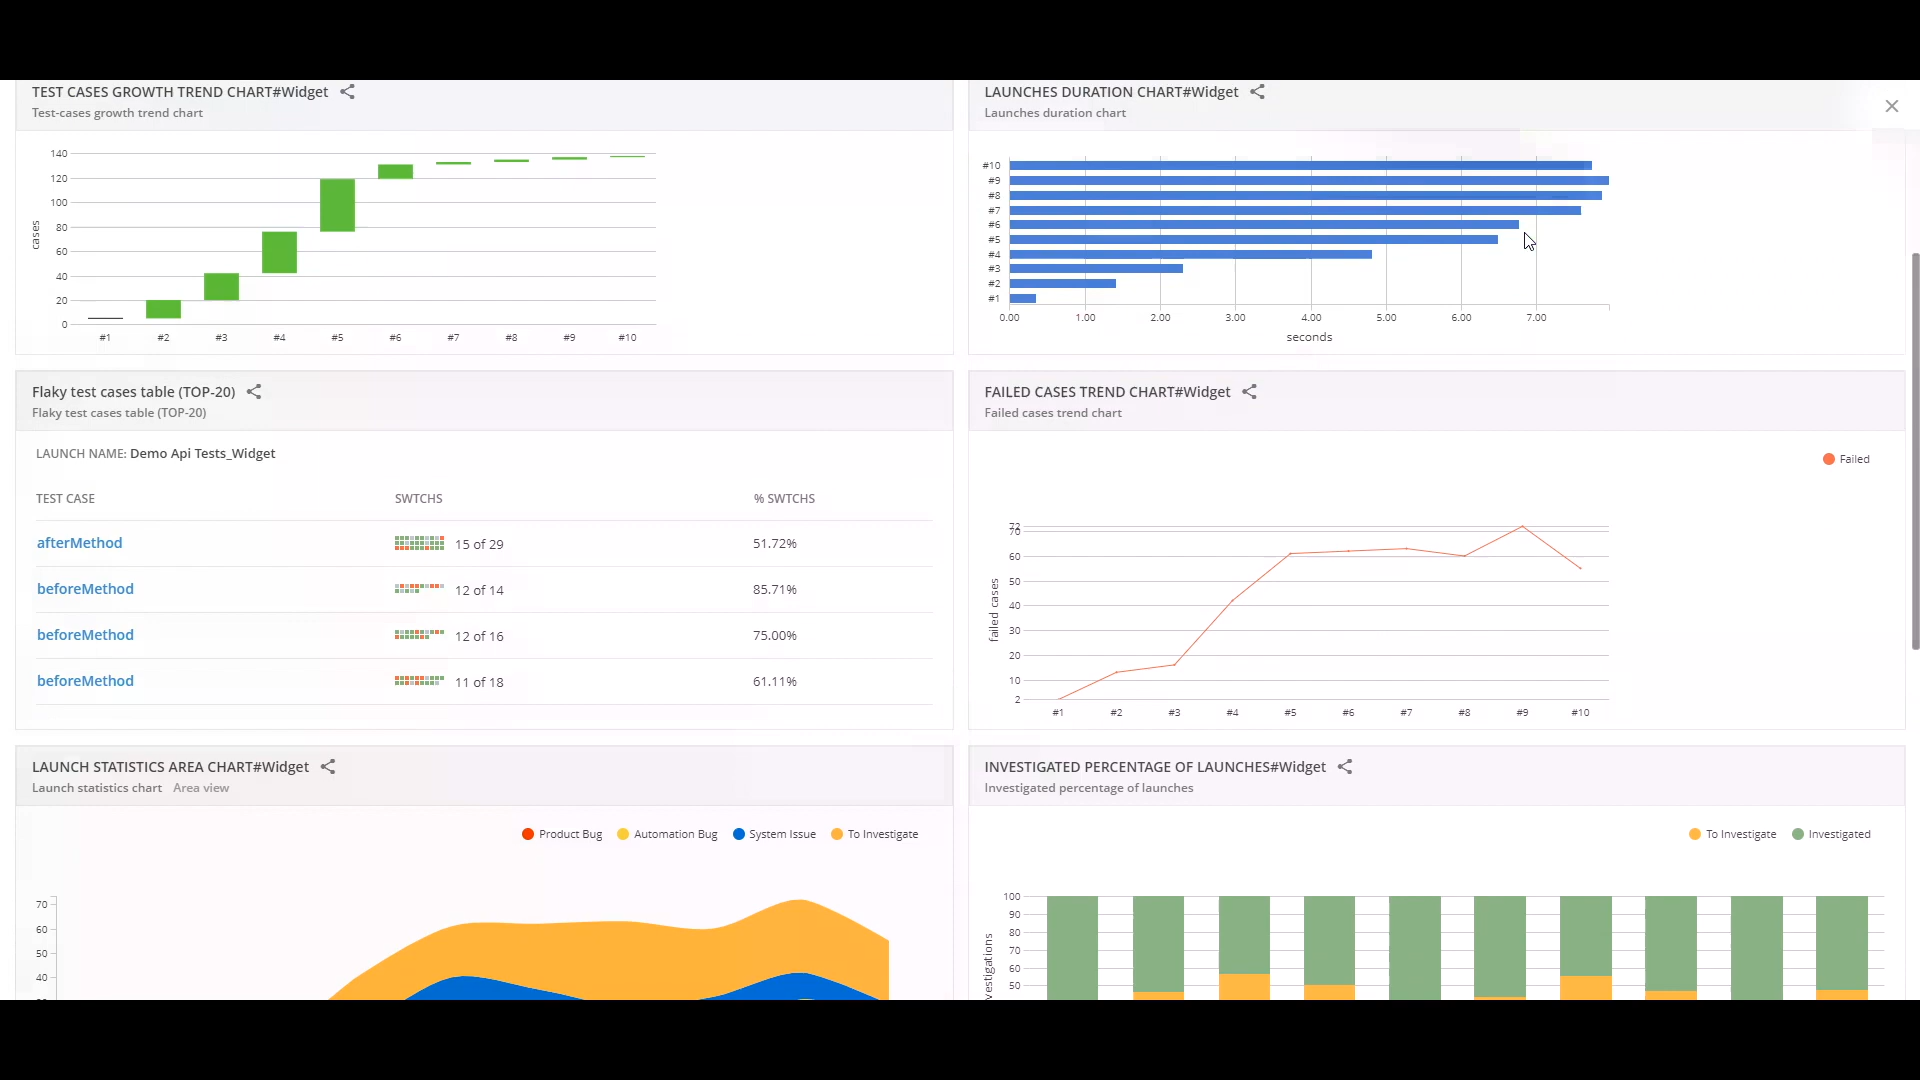 TEST CASES GROWTH TREND CHART#Widget
Test-cases growth trend chart
140
120
100
80
60
40
20
0
cases
#1 #2 #3 #4 #5 #6 #7 #8 #9 #10
LAUNCHES DURATION CHART#Widget
Launches duration chart
#10
#9
#8
#7
#6
#5
#4
#3
#2
#1
0.00 1.00 2.00 3.00 4.00 5.00 6.00 7.00
seconds
Flaky test cases table (TOP-20)
Flaky test cases table (TOP-20)
LAUNCH NAME: Demo Api Tests_Widget
TEST CASE SWTCHS % SWTCHS
afterMethod 15 of 29 51.72%
beforeMethod 12 of 14 85.71%
beforeMethod 12 of 16 75.00%
beforeMethod 11 of 18 61.11%
FAILED CASES TREND CHART#Widget
Failed cases trend chart
Failed
72
70
60
50
40
30
20
10
2
failed cases
#1 #2 #3 #4 #5 #6 #7 #8 #9 #10
LAUNCH STATISTICS AREA CHART#Widget
Launch statistics chart Area view
Product Bug Automation Bug System Issue To Investigate
70
60
50
40
INVESTIGATED PERCENTAGE OF LAUNCHES#Widget
Investigated percentage of launches
To Investigate Investigated
100
90
80
70
60
50
vestigations